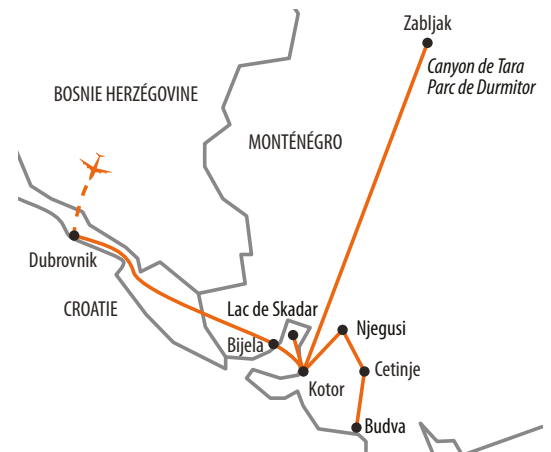 Zabljak
Canyon de Tara
Parc de Durmitor
BOSNIE HERZÉGOVINE
MONTÉNÉGRO
Dubrovnik
CROATIE
Lac de Skadar
Bijela
Njegusi
Kotor
Cetinje
Budva